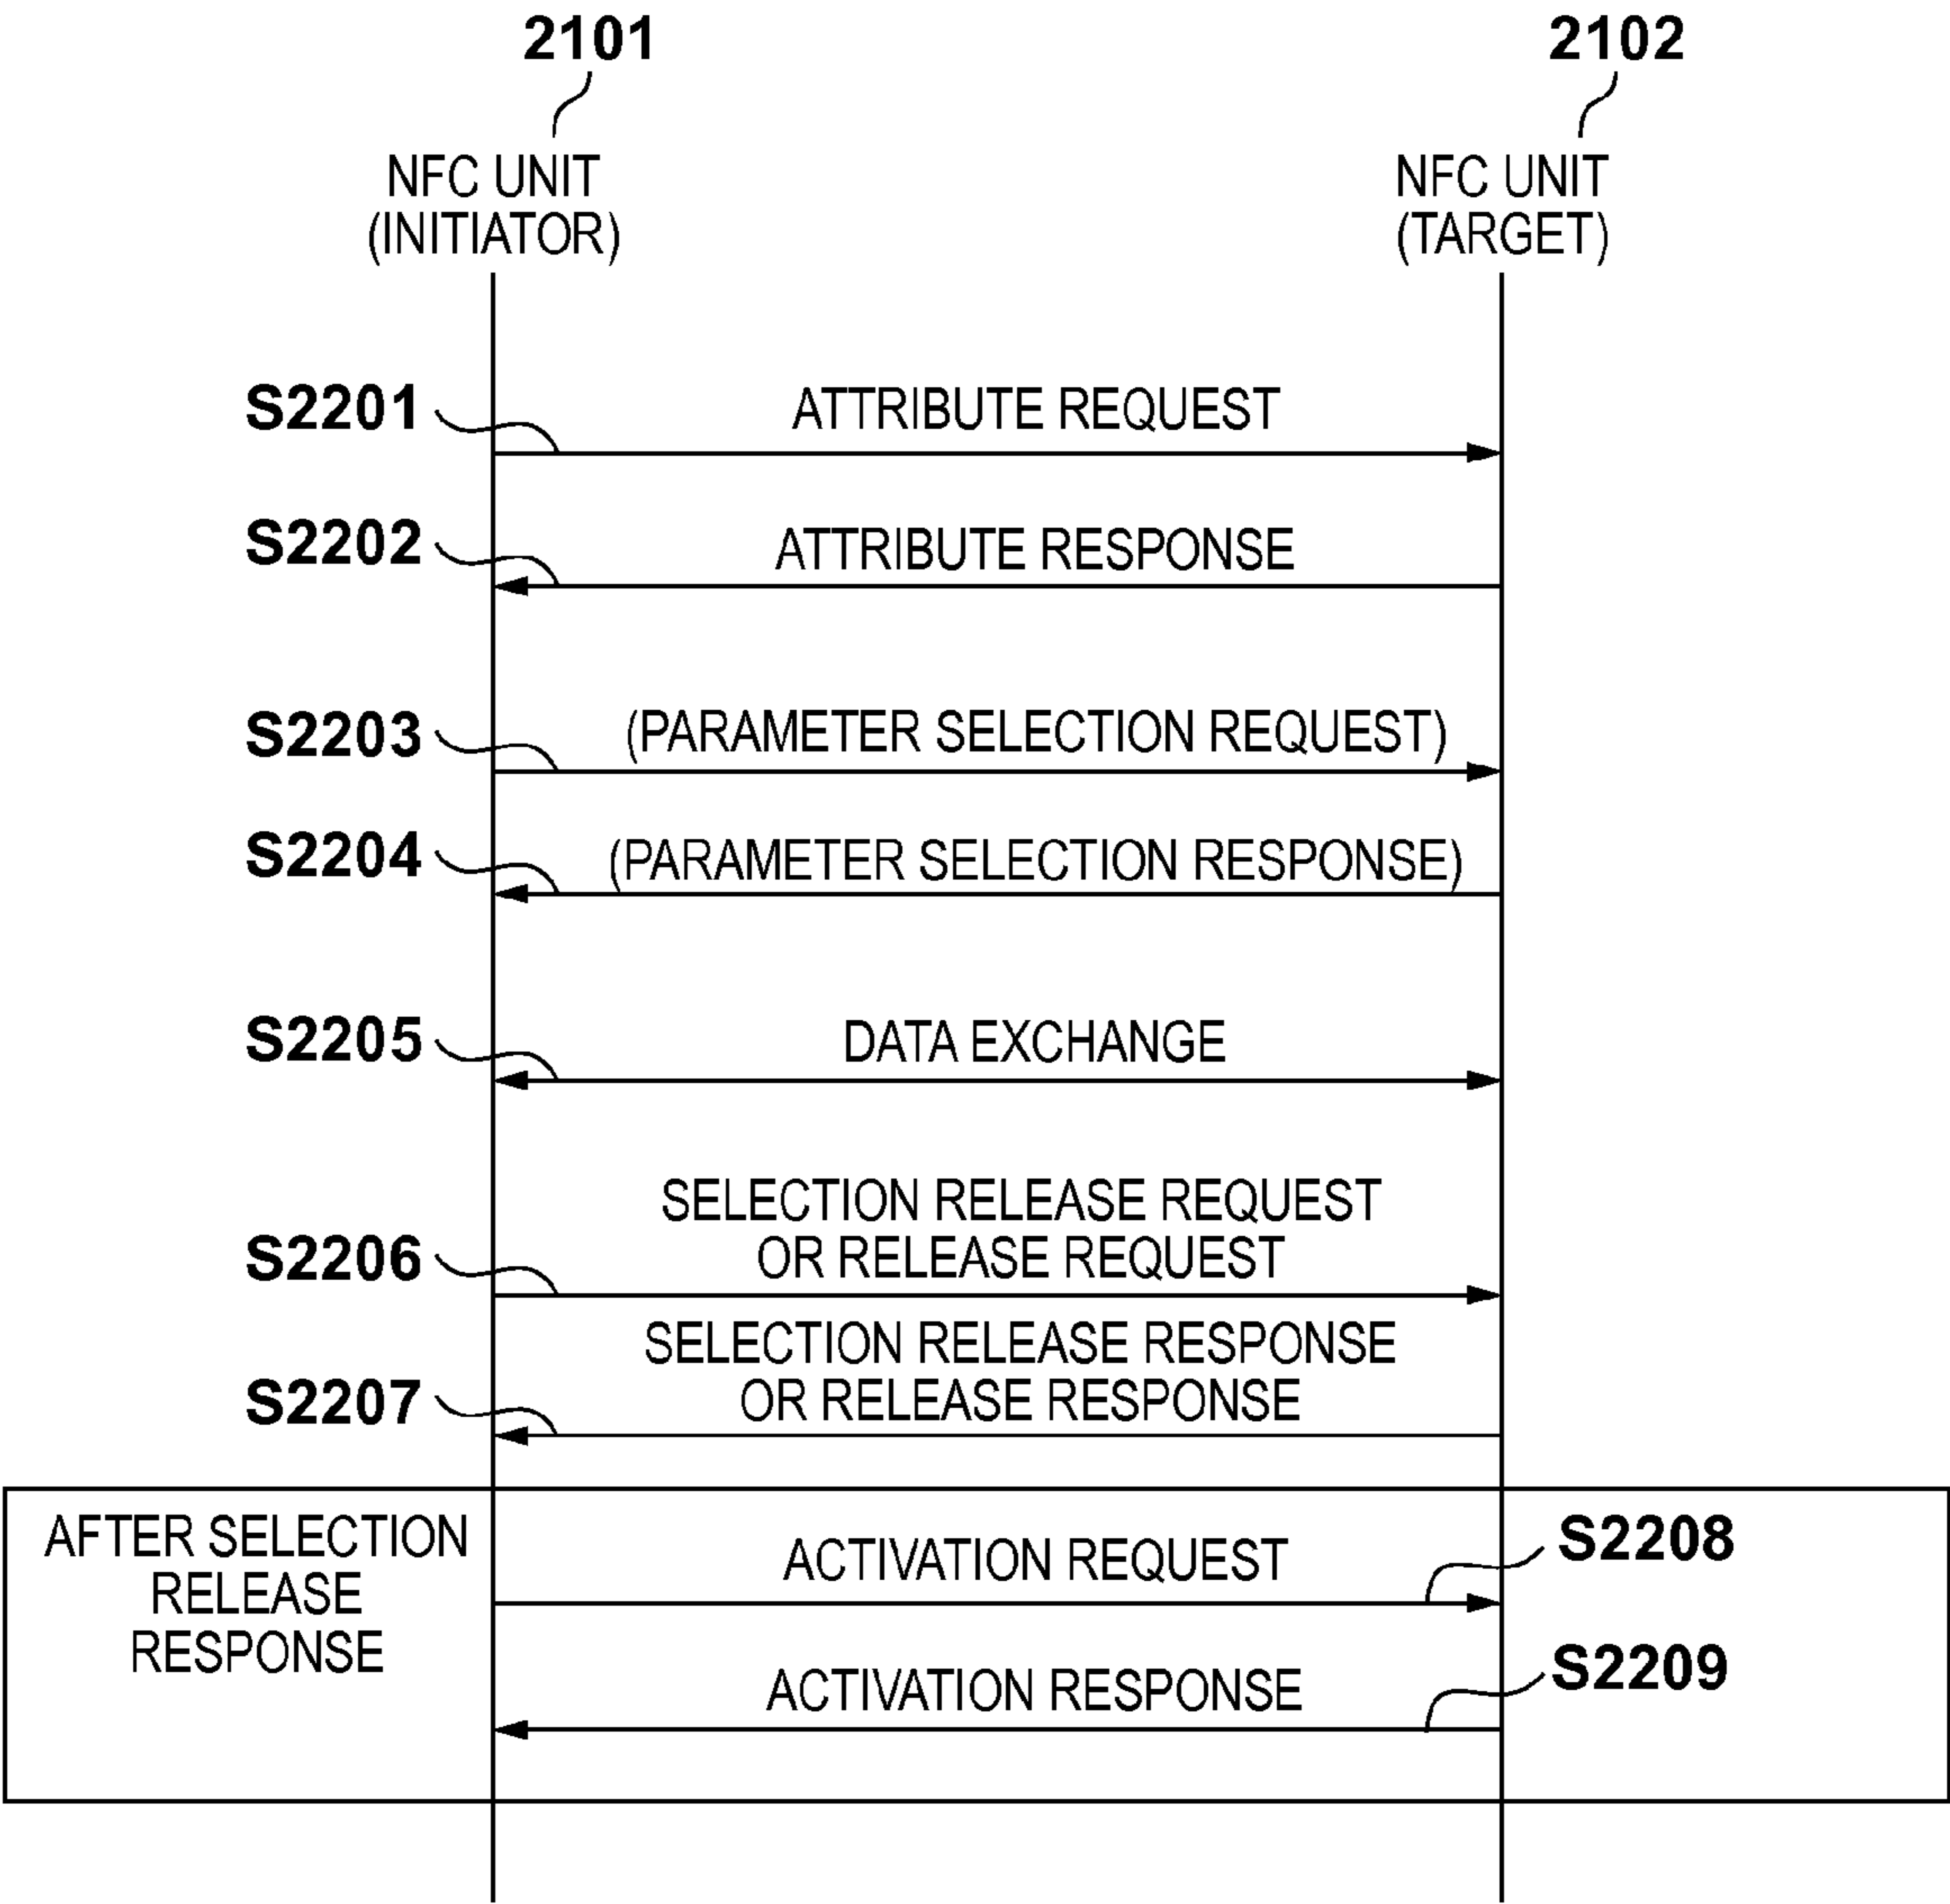 2101
2102
NFC UNIT
(INITIATOR)
NFC UNIT
(TARGET)
S2201
ATTRIBUTE REQUEST
S2202
ATTRIBUTE RESPONSE
S2203
(PARAMETER SELECTION REQUEST)
S2204
(PARAMETER SELECTION RESPONSE)
S2205
DATA EXCHANGE
SELECTION RELEASE REQUEST
OR RELEASE REQUEST
S2206
SELECTION RELEASE RESPONSE
OR RELEASE RESPONSE
S2207
AFTER SELECTION
RELEASE
RESPONSE
ACTIVATION REQUEST
S2208
ACTIVATION RESPONSE
S2209